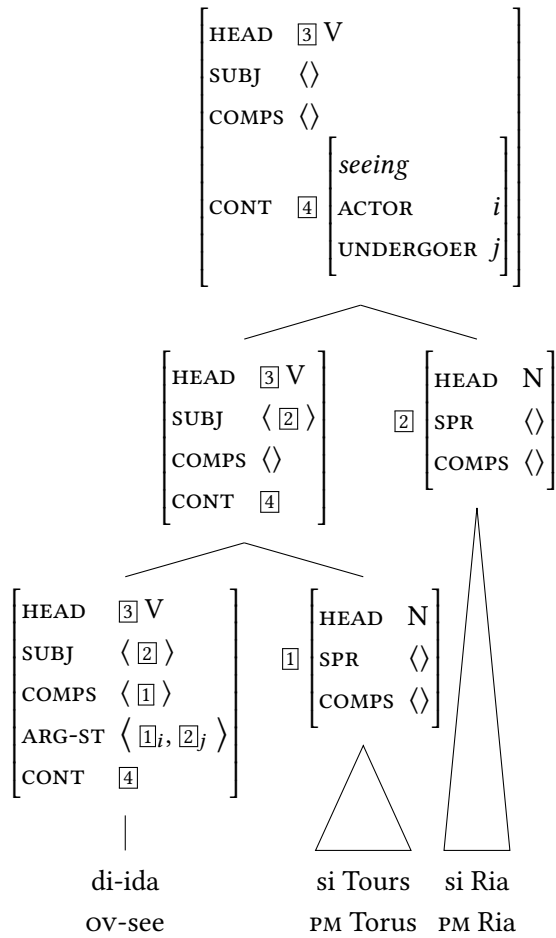 HEAD 3 V
SUBJ ⟨⟩
COMPS ⟨⟩
seeing
CONT 4 ACTOR i
UNDERGOER j
HEAD 3 V
SUBJ ⟨ 2 ⟩
COMPS ⟨⟩
CONT 4
2 HEAD N
SPR ⟨⟩
COMPS ⟨⟩
HEAD 3 V
SUBJ ⟨ 2 ⟩
COMPS ⟨ 1 ⟩
ARG-ST ⟨ 1i, 2j ⟩
CONT 4
1 HEAD N
SPR ⟨⟩
COMPS ⟨⟩
di-ida si Tours si Ria
OV-see PM Torus PM Ria